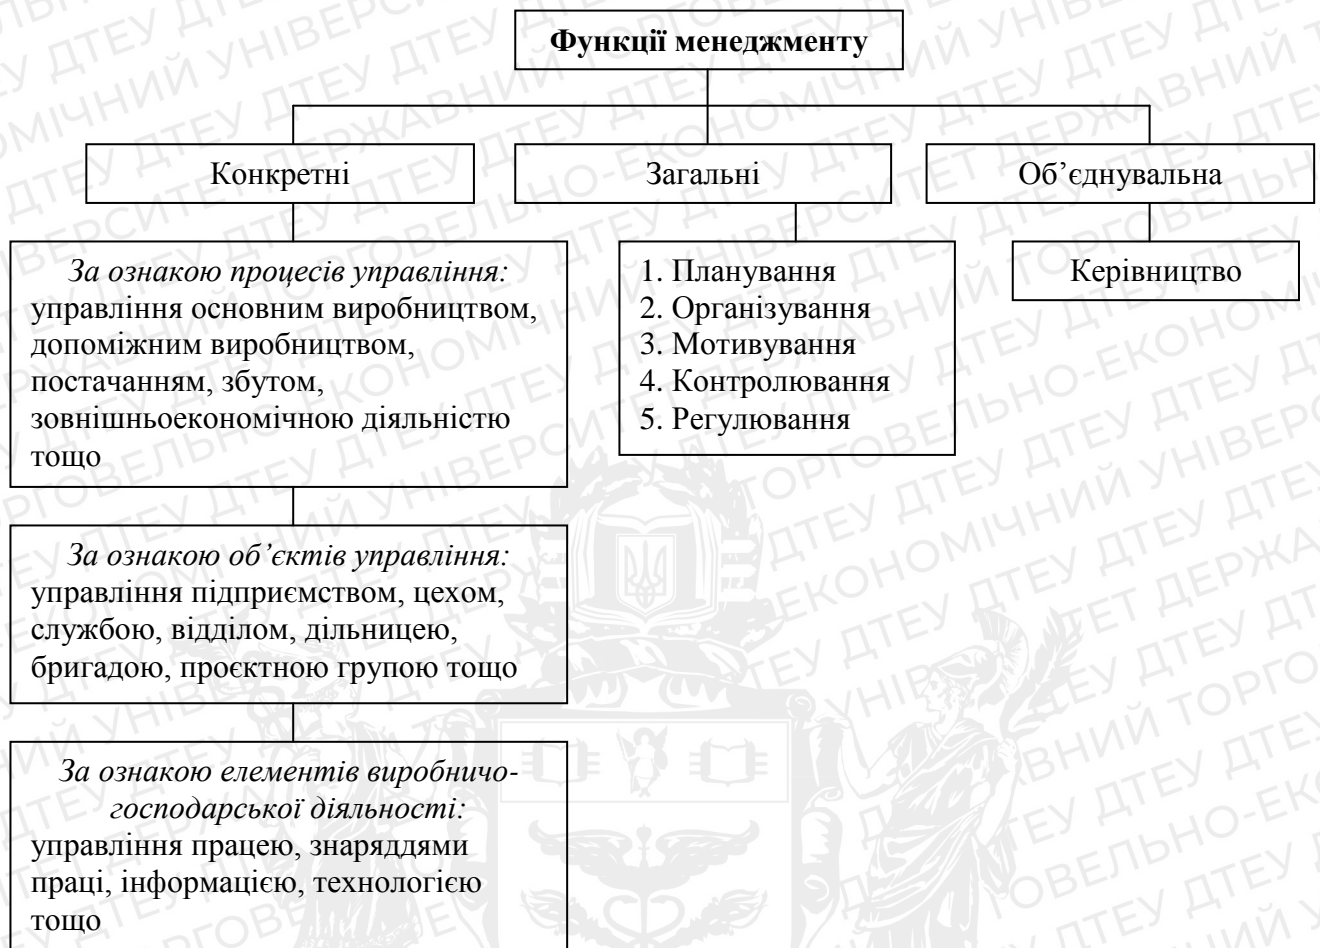 Функції менеджменту
Конкретні
Загальні
Об’єднувальна
За ознакою процесів управління:
управління основним виробництвом,
допоміжним виробництвом,
постачанням, збутом,
зовнішньоекономічною діяльністю
тощо
1. Планування
2. Організування
3. Мотивування
4. Контролювання
5. Регулювання
Керівництво
За ознакою об’єктів управління:
управління підприємством, цехом,
службою, відділом, дільницею,
бригадою, проєктною групою тощо
За ознакою елементів виробничо-
господарської діяльності:
управління працею, знаряддями
праці, інформацією, технологією
тощо